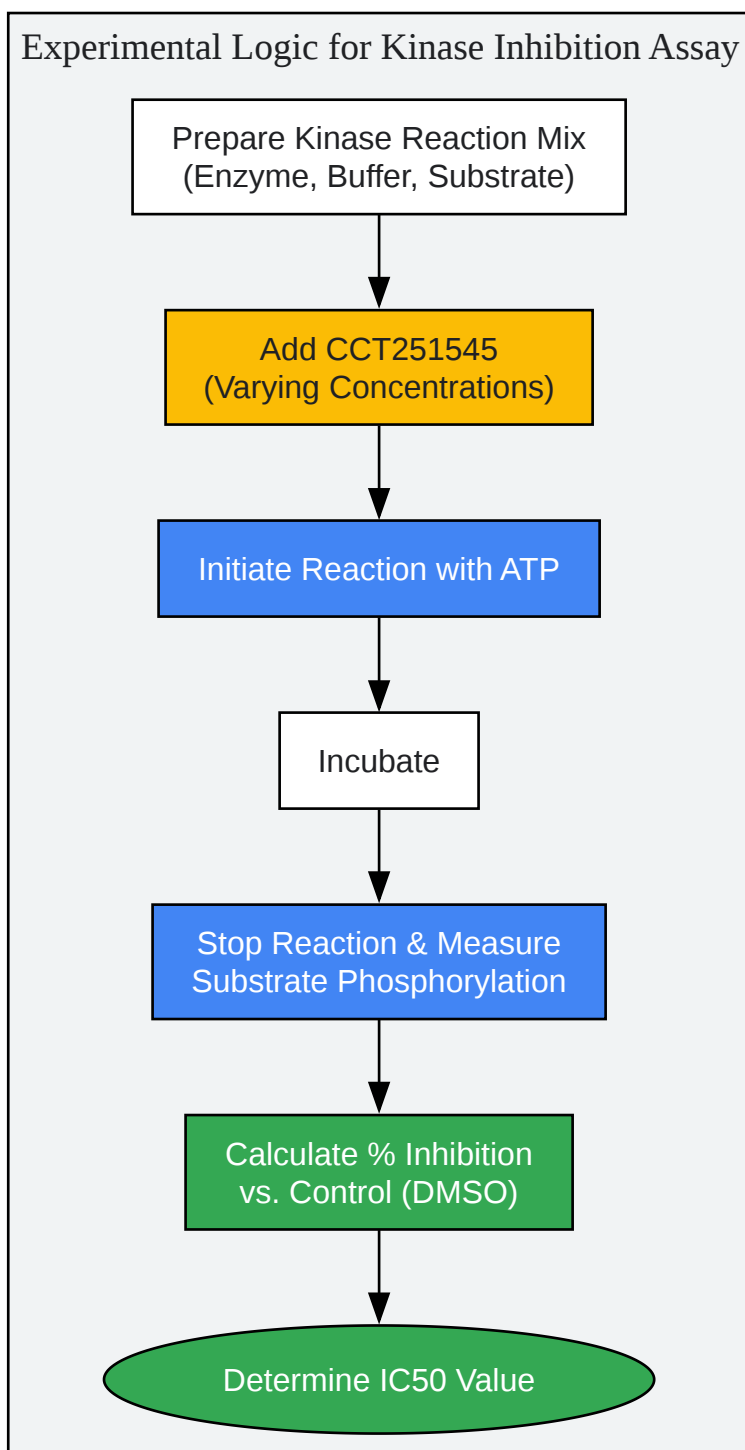 Experimental Logic for Kinase Inhibition Assay
Prepare Kinase Reaction Mix
(Enzyme, Buffer, Substrate)
Add CCT251545
(Varying Concentrations)
Initiate Reaction with ATP
Incubate
Stop Reaction & Measure
Substrate Phosphorylation
Calculate % Inhibition
vs. Control (DMSO)
Determine IC50 Value